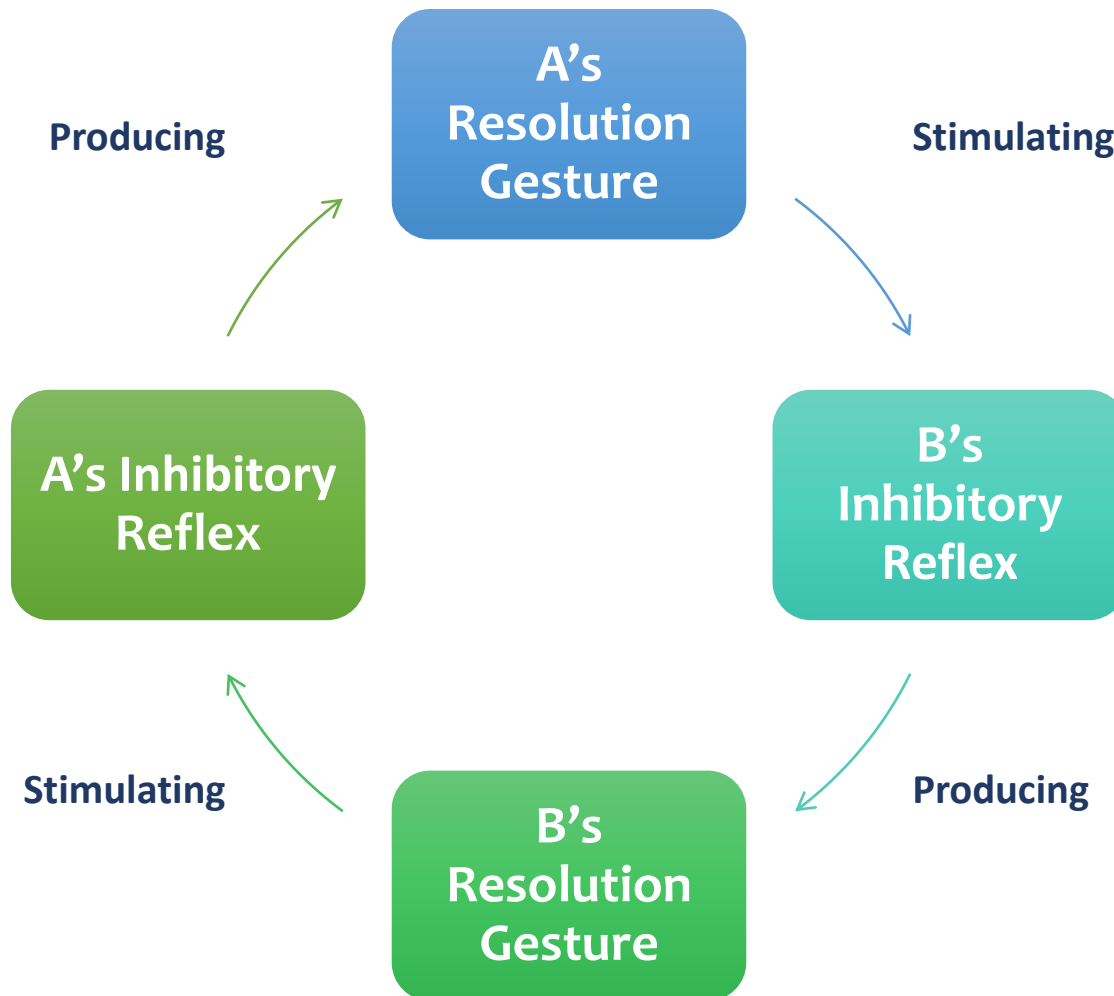 A’s
Resolution
Gesture
Producing
Stimulating
A’s Inhibitory
Reflex
B’s
Inhibitory
Reflex
Stimulating
Producing
B’s
Resolution
Gesture